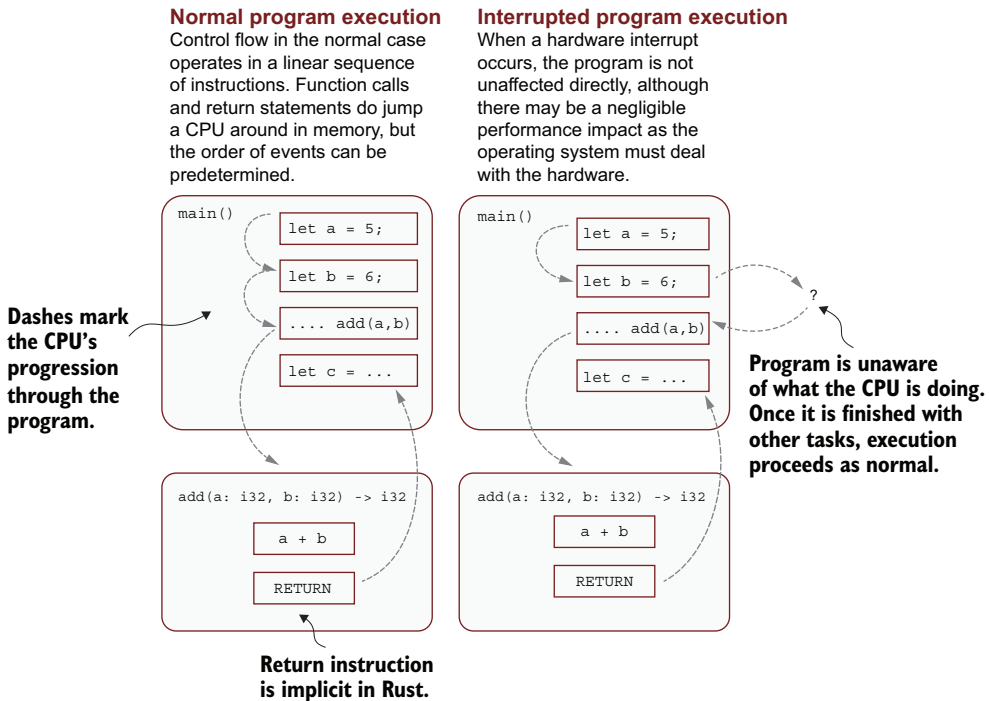 Normal program execution
Control flow in the normal case
operates in a linear sequence
of instructions. Function calls
and return statements do jump
a CPU around in memory, but
the order of events can be
predetermined.
main()
let a = 5;
let b = 6;
.... add(a,b)
let c = ...
Dashes mark
the CPU's
progression
through the
program.
add(a: i32, b: i32) -> i32
a + b
RETURN
Return instruction
is implicit in Rust.
Interrupted program execution
When a hardware interrupt
occurs, the program is not
unaffected directly, although
there may be a negligible
performance impact as the
operating system must deal
with the hardware.
main()
let a = 5;
let b = 6;
.... add(a,b)
let c = ...
?
Program is unaware
of what the CPU is doing.
Once it is finished with
other tasks, execution
proceeds as normal.
add(a: i32, b: i32) -> i32
a + b
RETURN